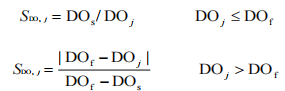 S_{DO, j} = DO_s / DO_j    DO_j ≤ DO_f
S_{DO, j} = | DO_f − DO_j | / (DO_f − DO_s)    DO_j > DO_f